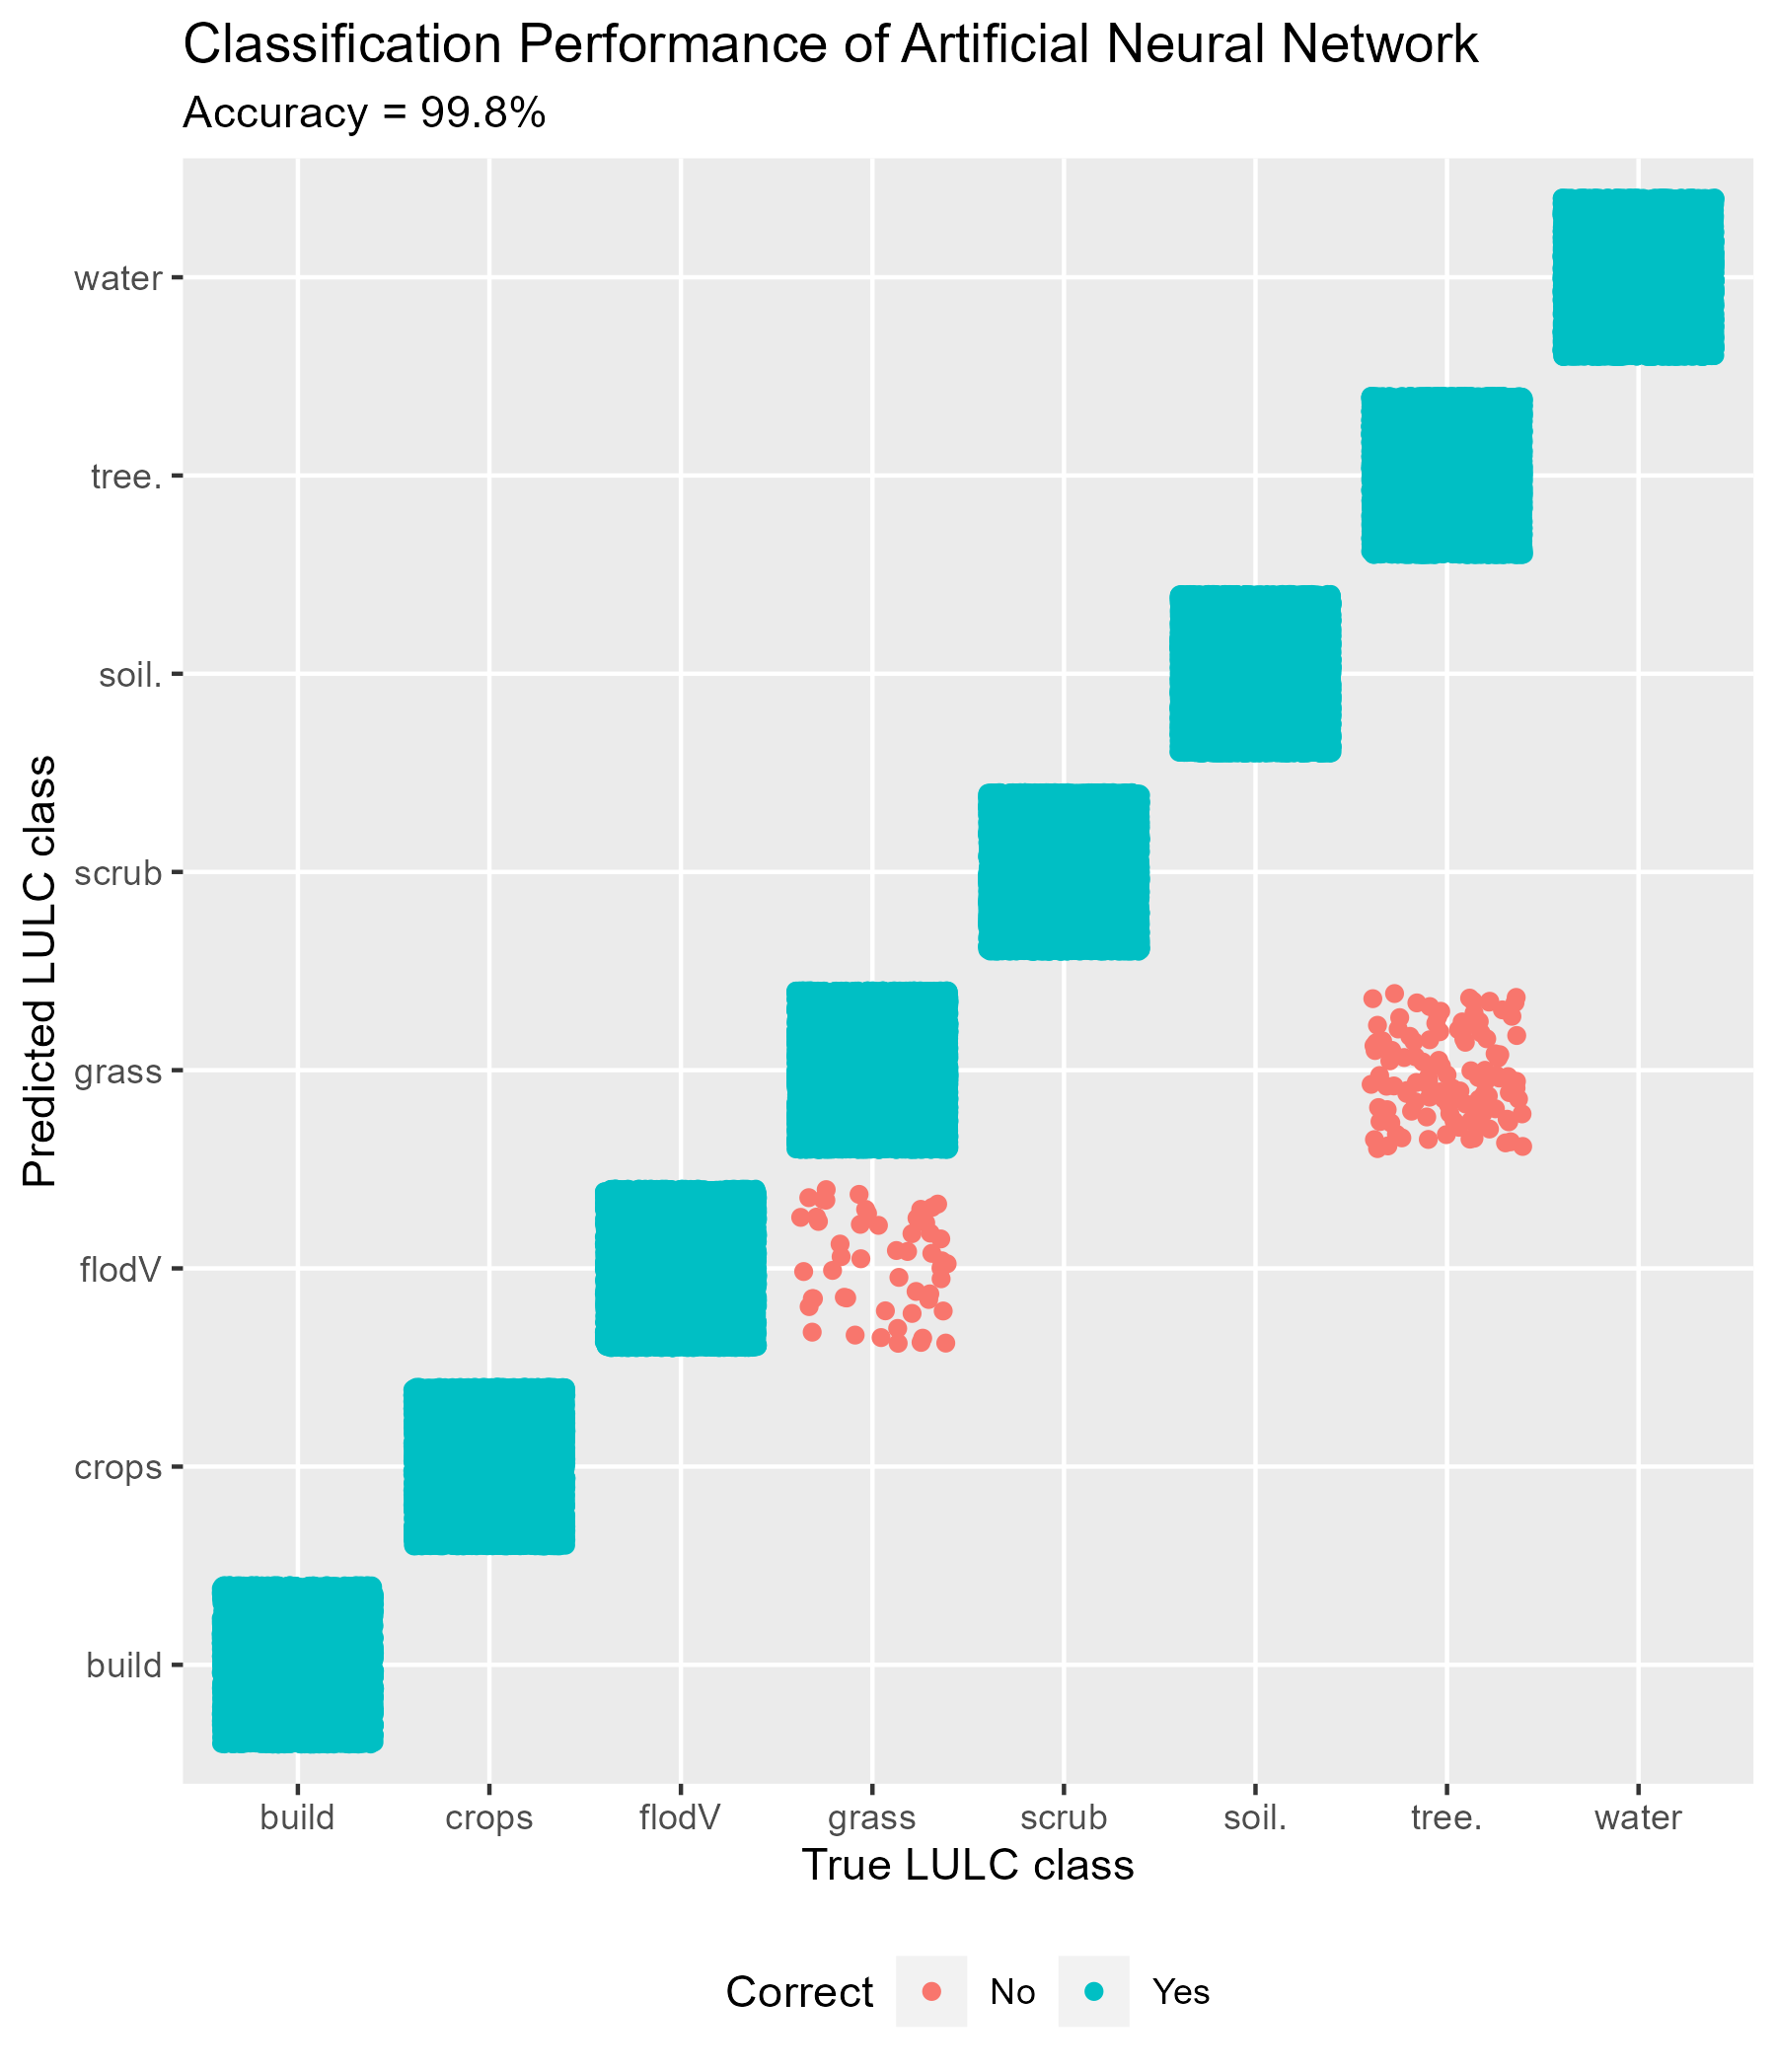 Classification Performance of Artificial Neural Network
Accuracy = 99.8%
Predicted LULC class
water
tree.
soil.
scrub
grass
flodV
crops
build
build crops flodV grass scrub soil. tree. water
True LULC class
Correct No Yes